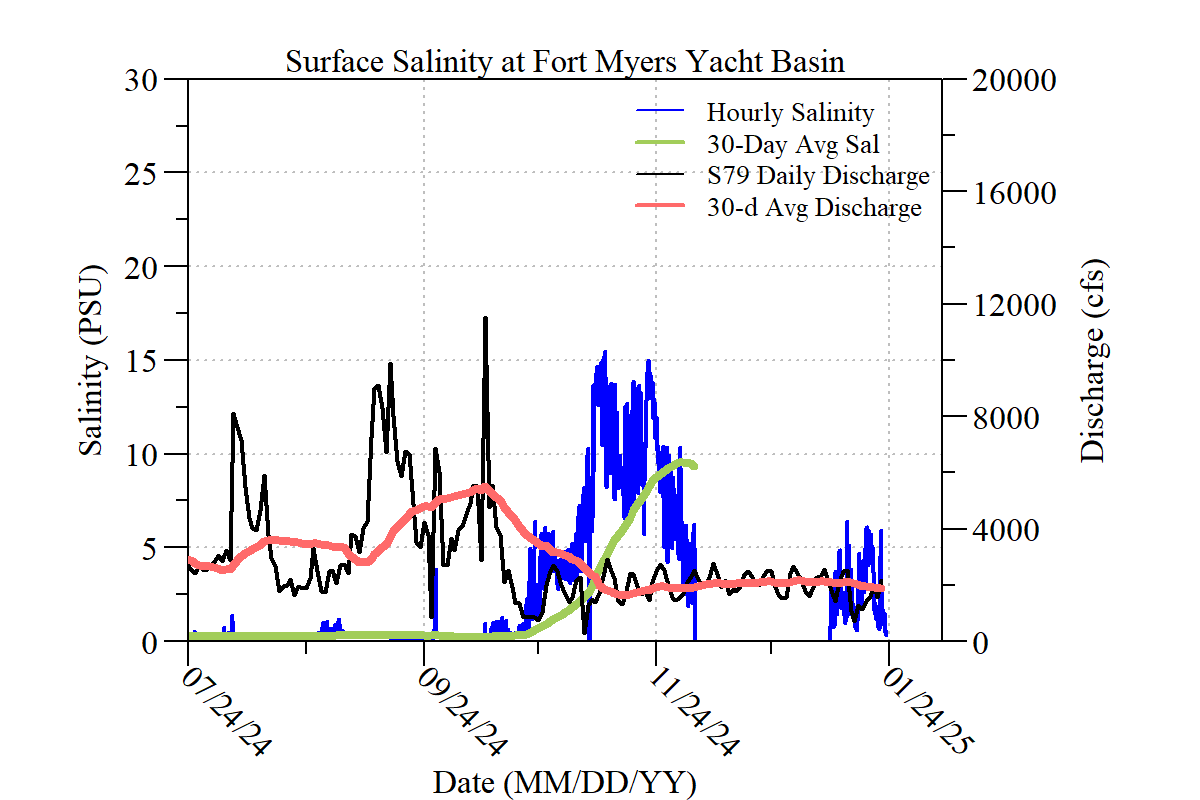 Surface Salinity at Fort Myers Yacht Basin
30
25
20
15
10
5
0
Salinity (PSU)
Hourly Salinity
30-Day Avg Sal
S79 Daily Discharge
30-d Avg Discharge
20000
16000
12000
8000
4000
0
Discharge (cfs)
07/24/24
09/24/24
11/24/24
01/24/25
Date (MM/DD/YY)